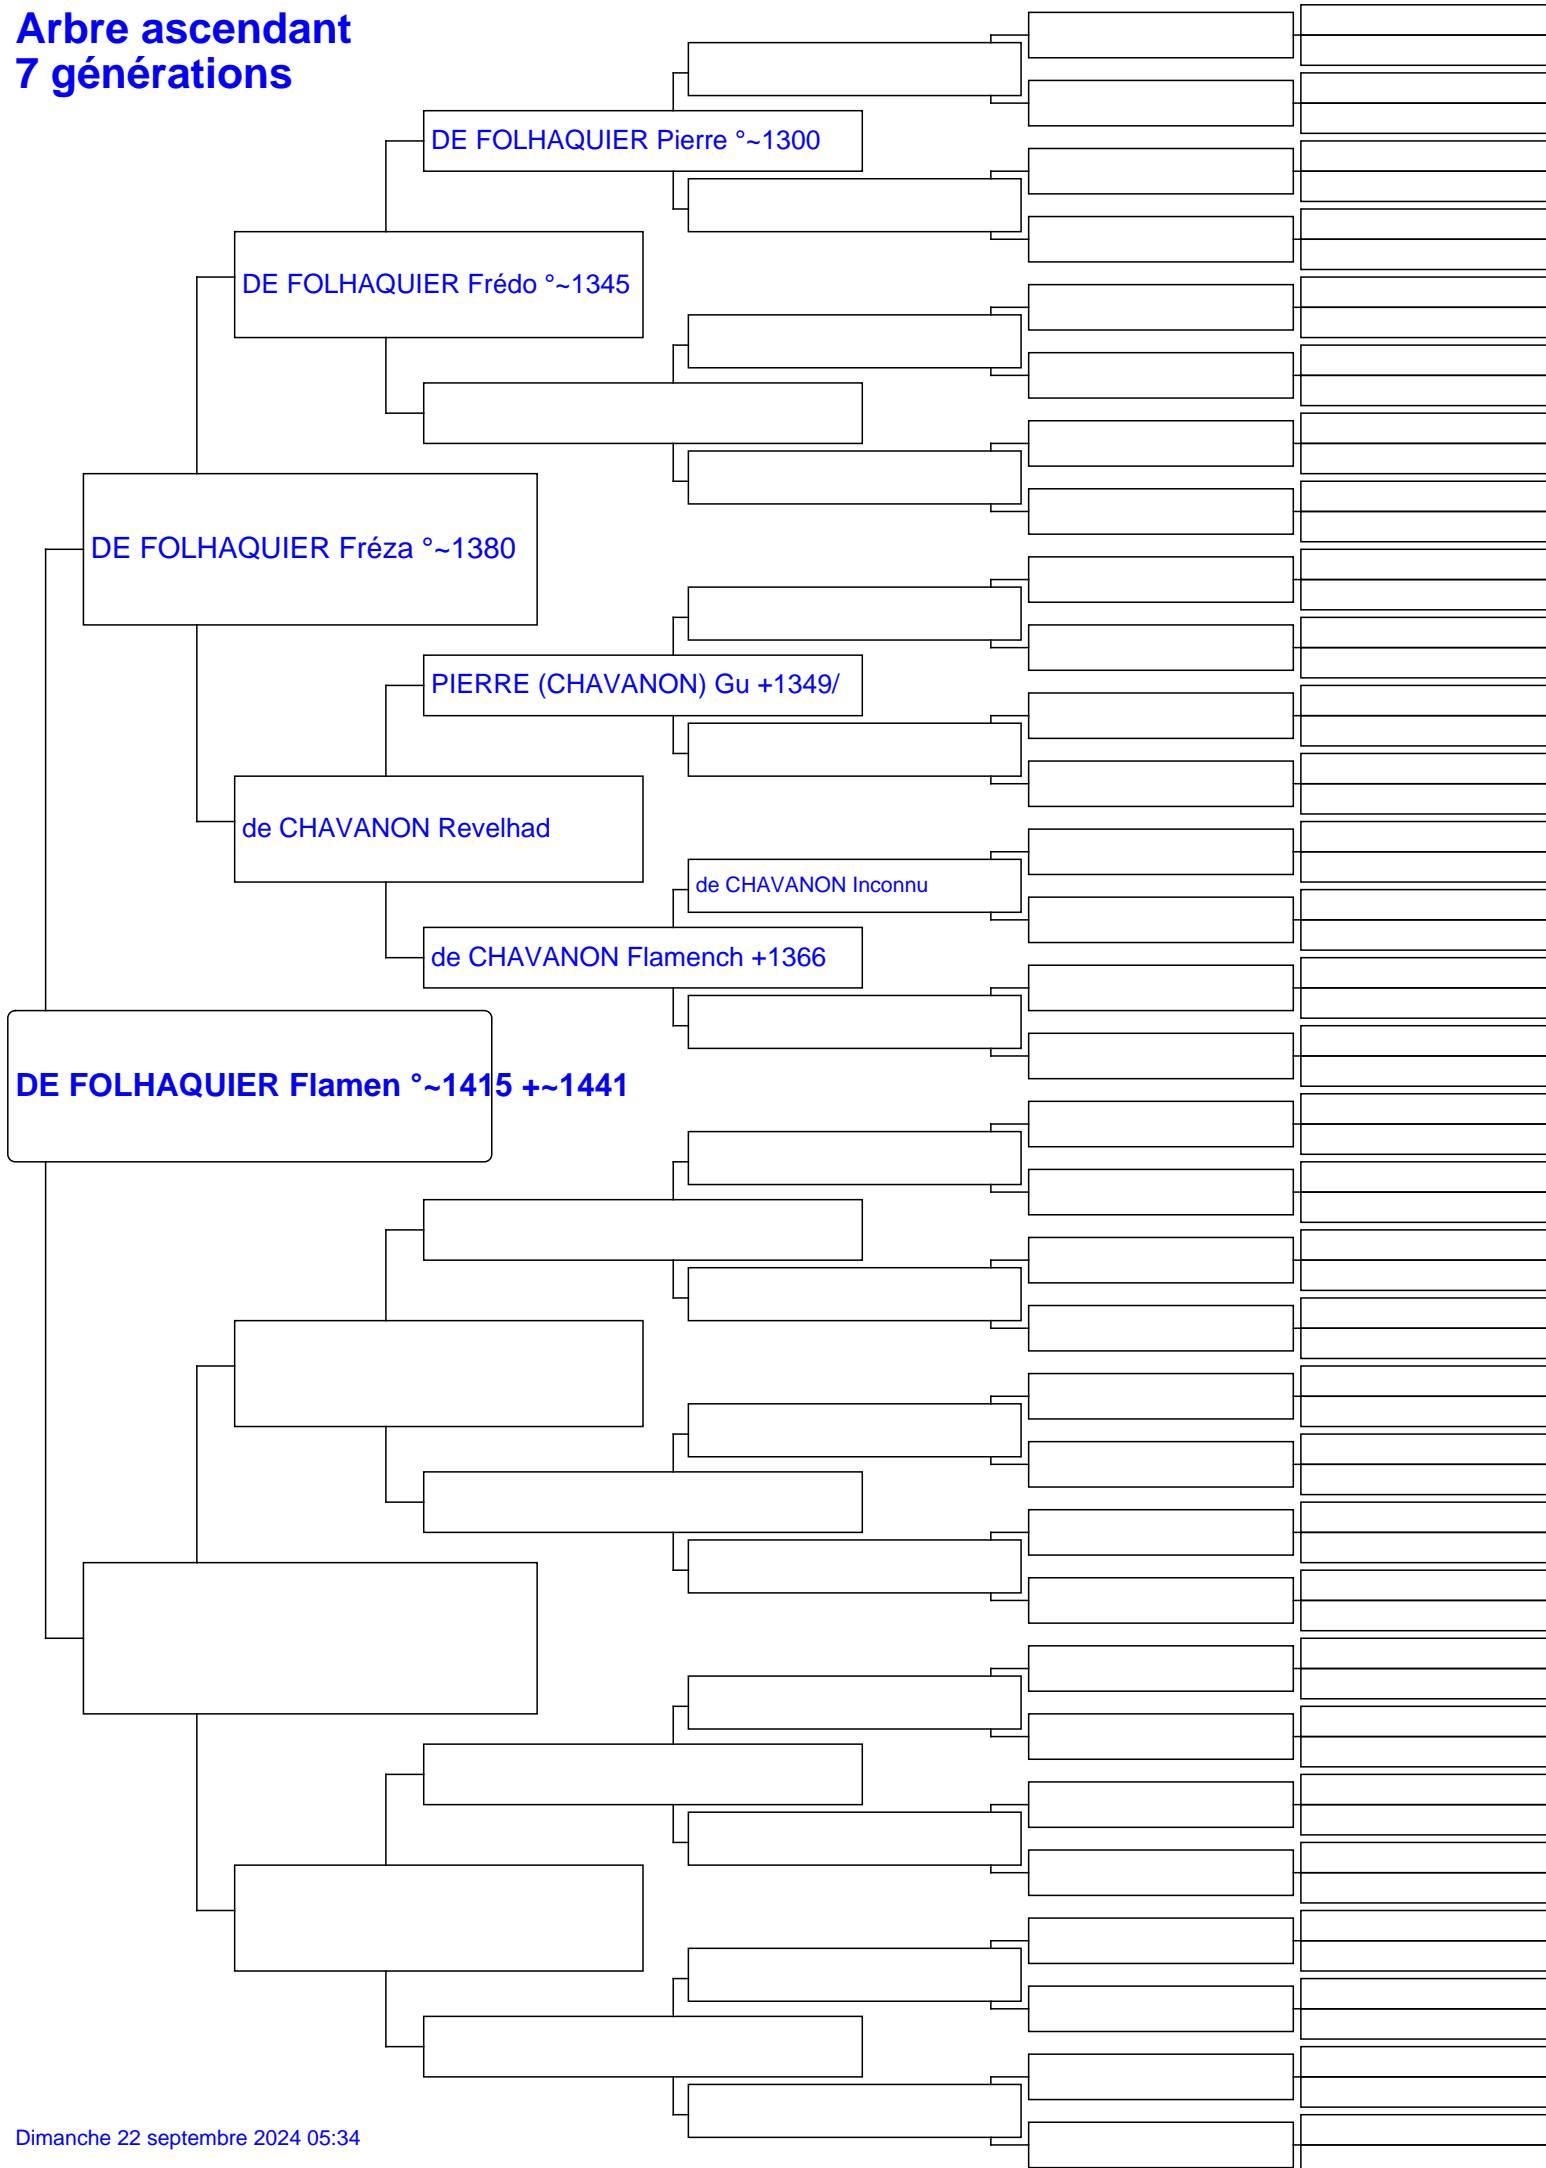 Arbre ascendant
7 générations
DE FOLHAQUIER Pierre °~1300
DE FOLHAQUIER Frédo °~1345
DE FOLHAQUIER Fréza °~1380
PIERRE (CHAVANON) Gu +1349/
de CHAVANON Revelhad
de CHAVANON Inconnu
de CHAVANON Flamench +1366
DE FOLHAQUIER Flamen °~1415 +~1441
Dimanche 22 septembre 2024 05:34